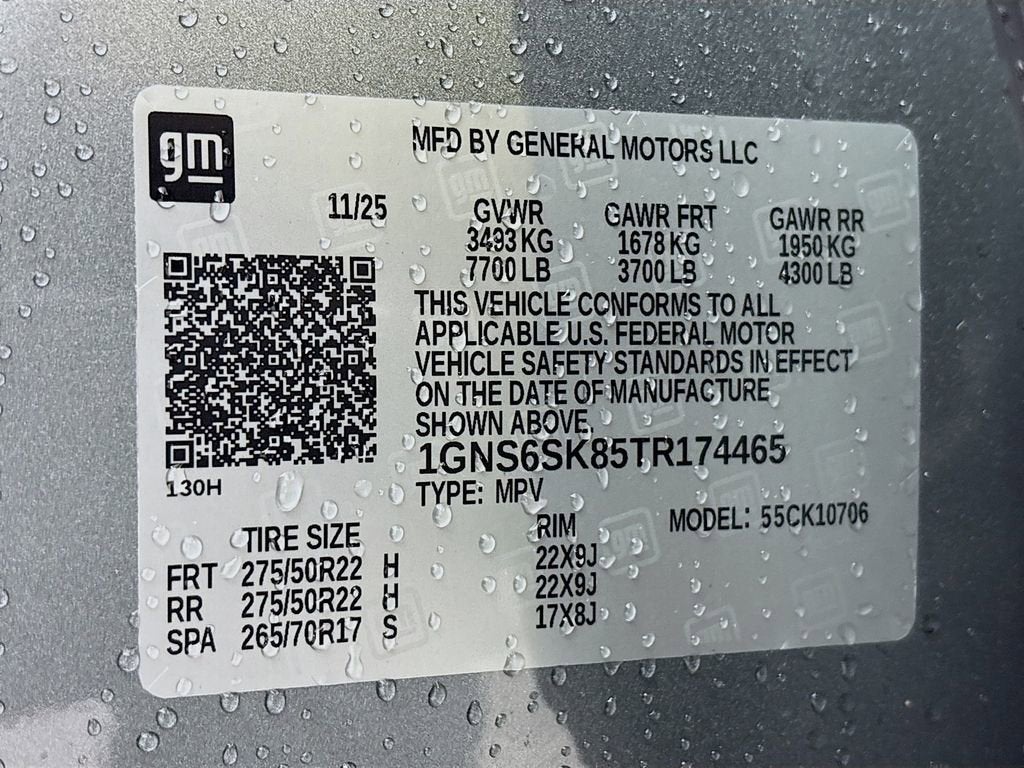 gm
MFD BY GENERAL MOTORS LLC
11/25
GVWR GAWR FRT GAWR RR
3493 KG 1678 KG 1950 KG
7700 LB 3700 LB 4300 LB
THIS VEHICLE CONFORMS TO ALL
APPLICABLE U.S. FEDERAL MOTOR
VEHICLE SAFETY STANDARDS IN EFFECT
ON THE DATE OF MANUFACTURE
SHOWN ABOVE.
1GNS6SK85TR174465
130H
TYPE: MPV
MODEL: 55CK10706
TIRE SIZE RIM
FRT 275/50R22 H 22X9J
RR 275/50R22 H 22X9J
SPA 265/70R17 S 17X8J